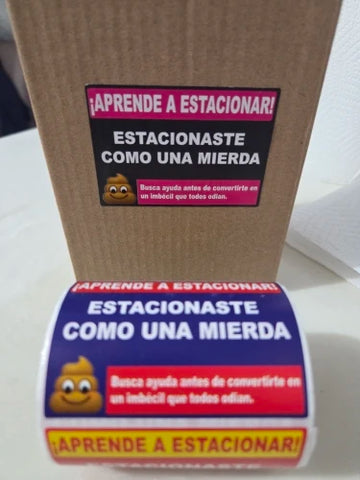 ¡APRENDE A ESTACIONAR!
ESTACIONASTE
COMO UNA MIERDA
Busca ayuda antes de convertirte en
un imbécil que todos odian.
¡APRENDE A ESTACIONAR!
ESTACIONASTE
COMO UNA MIERDA
Busca ayuda antes de convertirte en
un imbécil que todos odian.
¡APRENDE A ESTACIONAR!
ESTACIONASTE